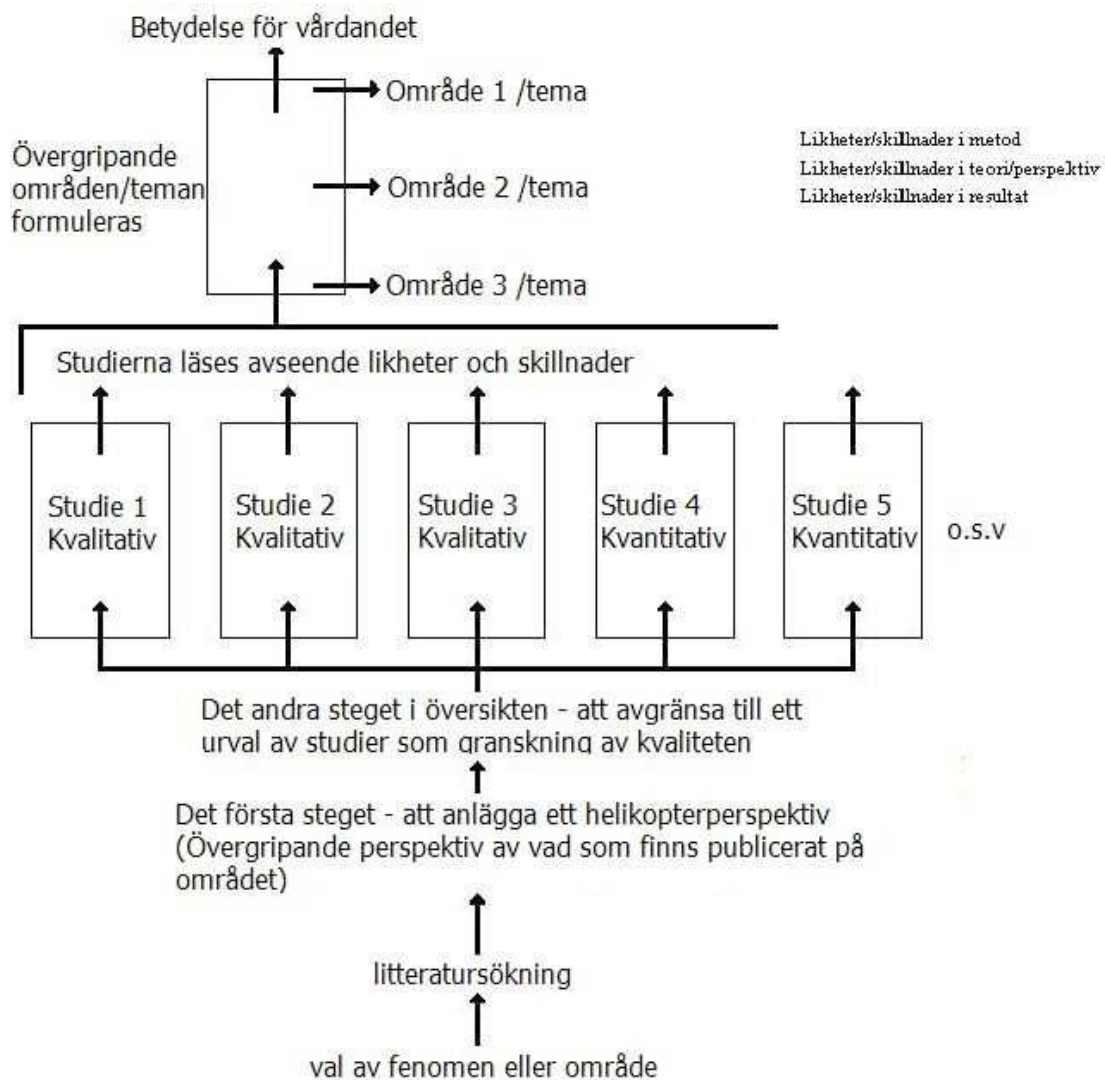 Betydelse för vårdandet
Område 1 /tema
Övergripande
områden/teman
formuleras
Område 2 /tema
Område 3 /tema
Likheter/skillnader i metod
Likheter/skillnader i teori/perspektiv
Likheter/skillnader i resultat
Studierna läses avseende likheter och skillnader
Studie 1
Kvalitativ
Studie 2
Kvalitativ
Studie 3
Kvalitativ
Studie 4
Kvantitativ
Studie 5
Kvantitativ
o.s.v
Det andra steget i översikten - att avgränsa till ett
urval av studier som granskning av kvaliteten
Det första steget - att anlägga ett helikopterperspektiv
(Övergripande perspektiv av vad som finns publicerat på
området)
litteratursökning
val av fenomen eller område